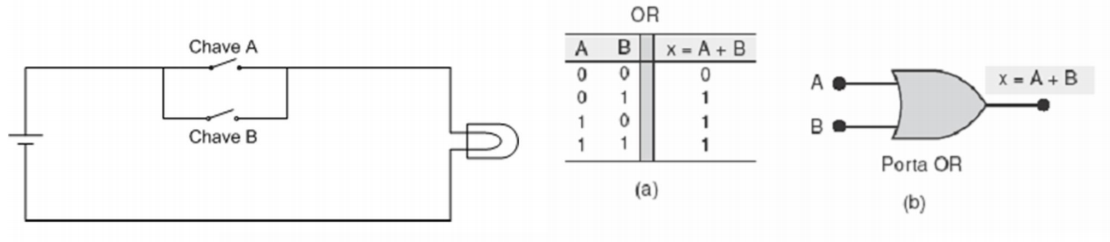 Chave A
Chave B
OR
A B x = A + B
0 0 0
0 1 1
1 0 1
1 1 1
(a)
A
B
x = A + B
Porta OR
(b)